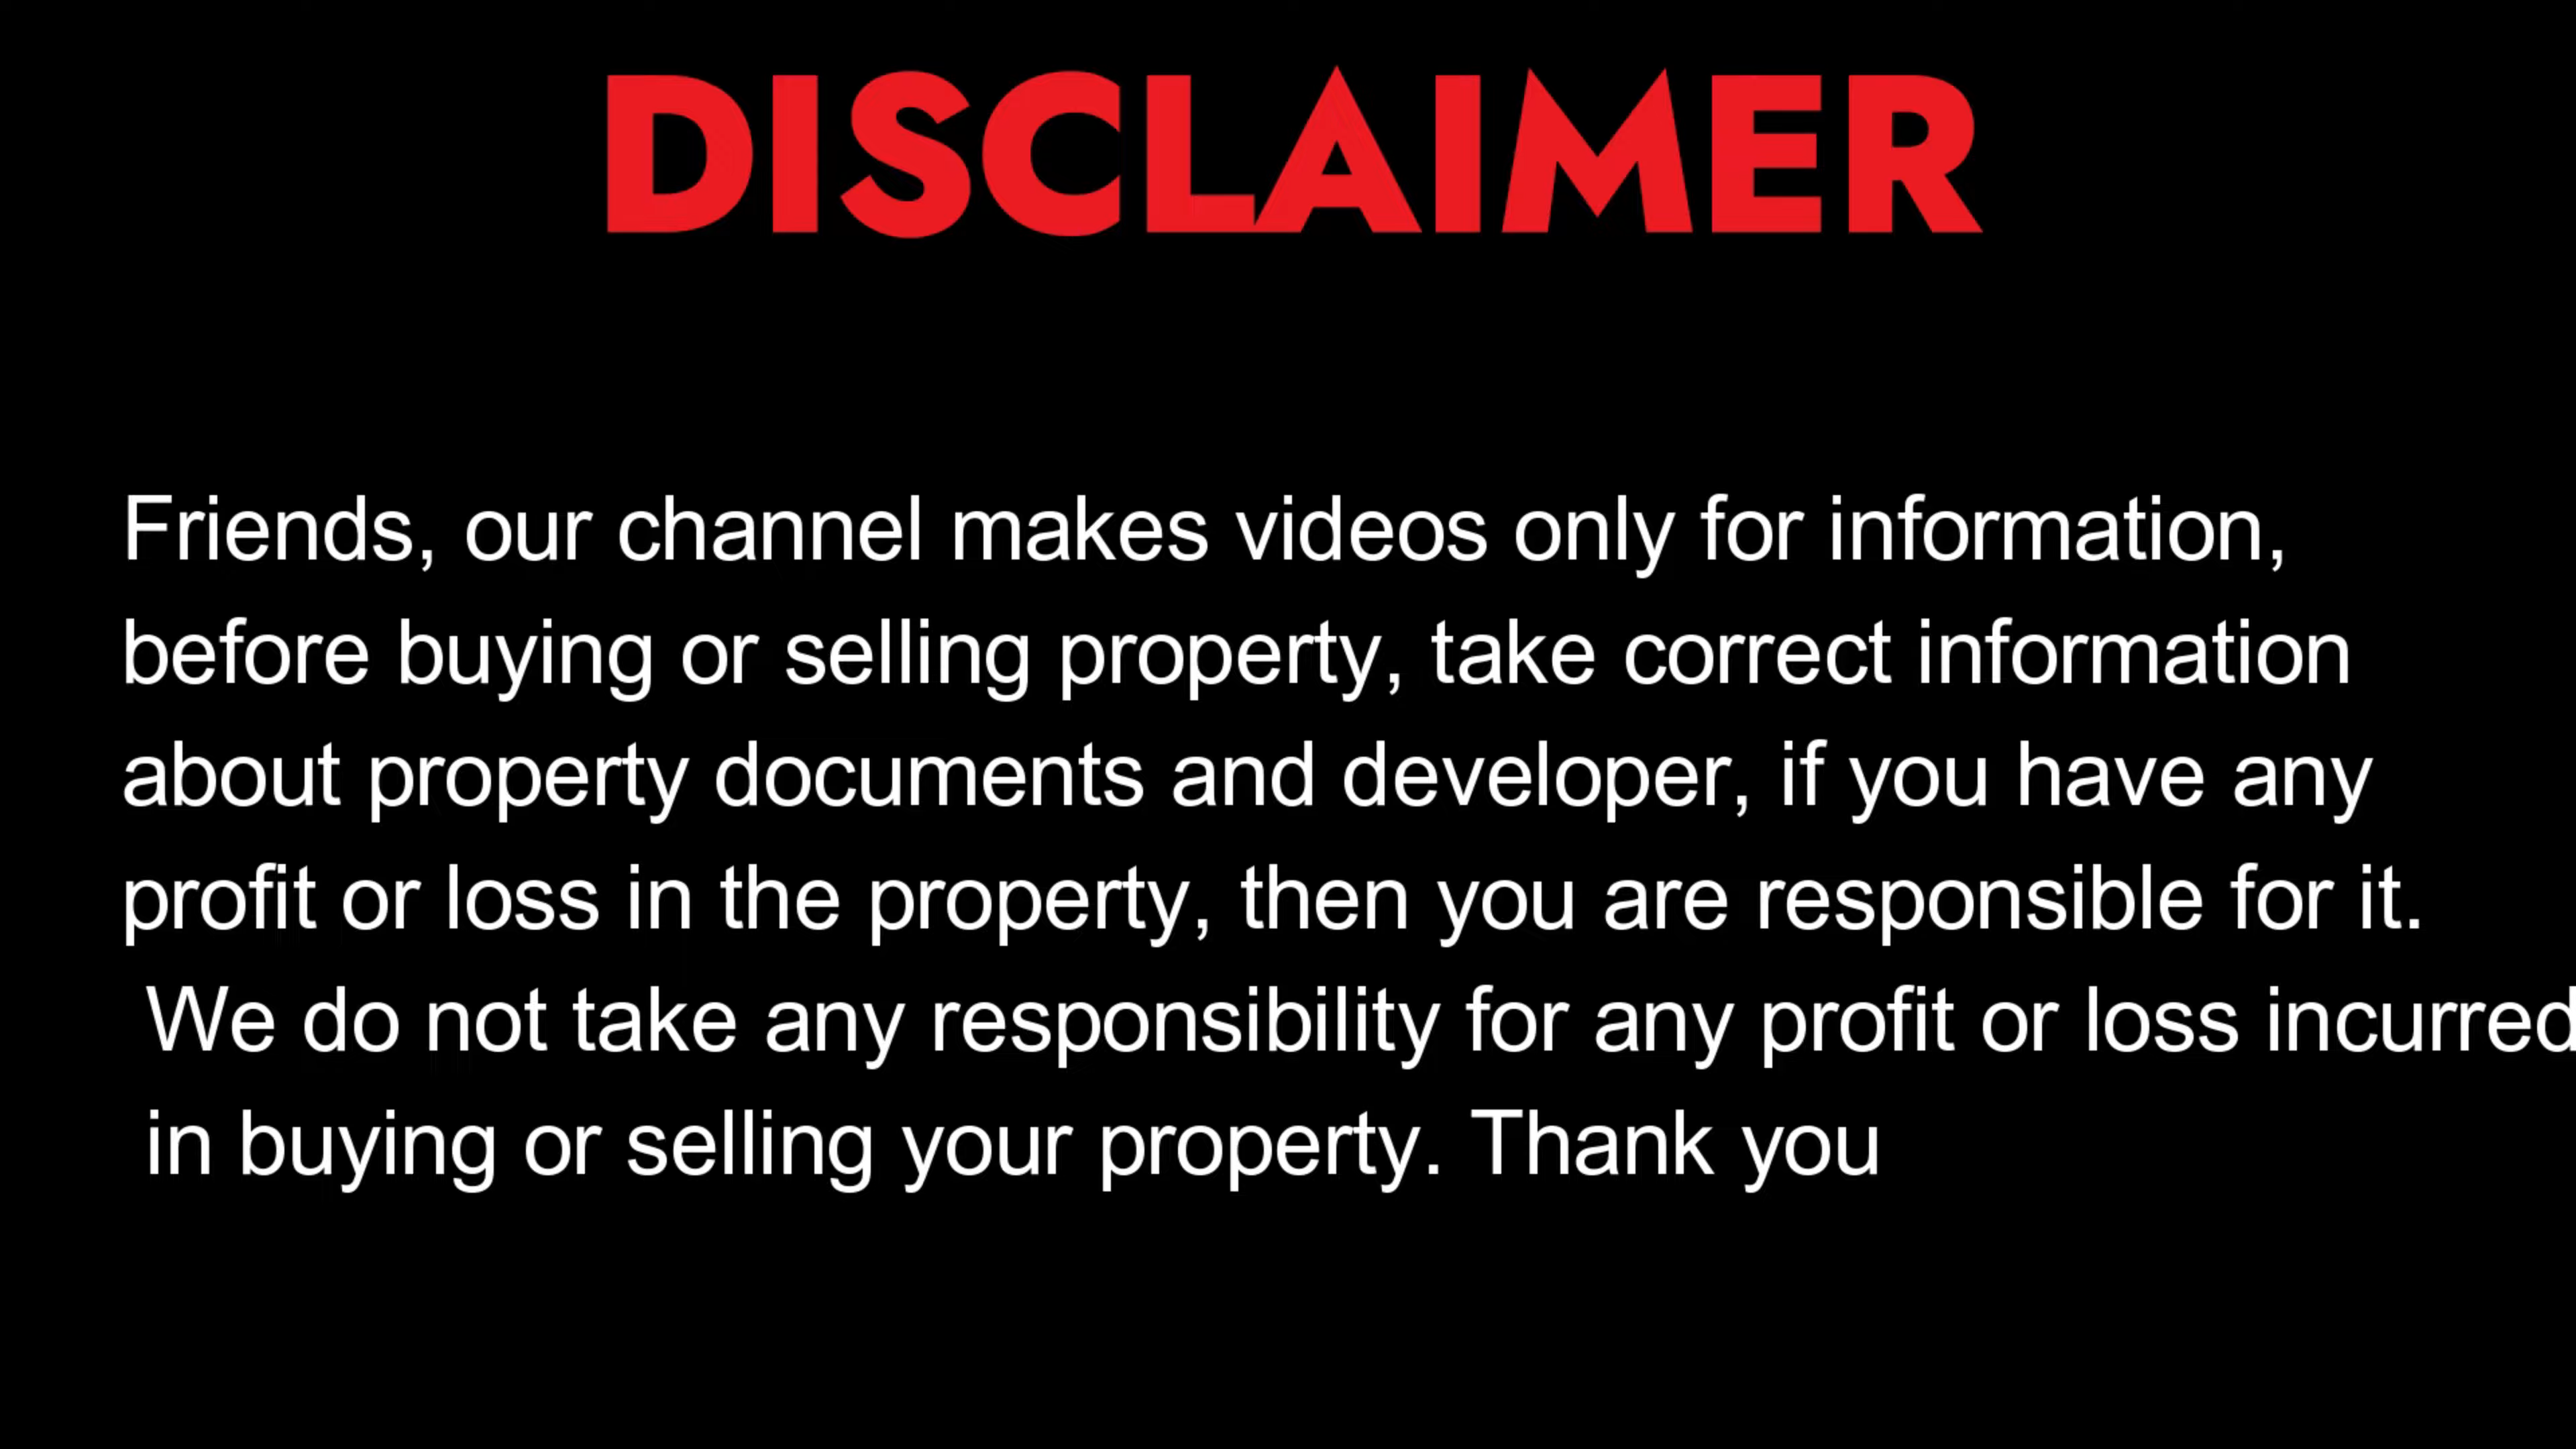 DISCLAIMER
Friends, our channel makes videos only for information,
before buying or selling property, take correct information
about property documents and developer, if you have any
profit or loss in the property, then you are responsible for it.
We do not take any responsibility for any profit or loss incurred
in buying or selling your property. Thank you